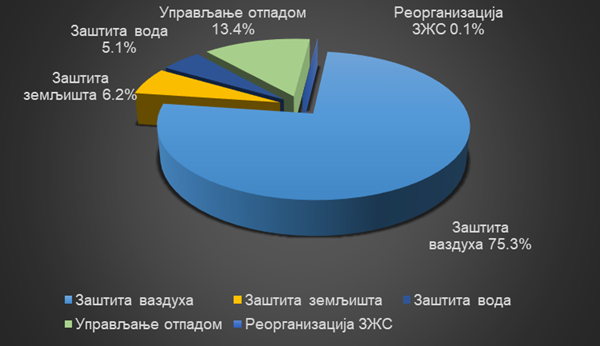 Управљање отпадом
13.4%
Реорганизација
ЗЖС 0.1%
Заштита вода
5.1%
Заштита
земљишта 6.2%
Заштита
ваздуха 75.3%
Заштита ваздуха
Заштита земљишта
Заштита вода
Управљање отпадом
Реорганизација ЗЖС